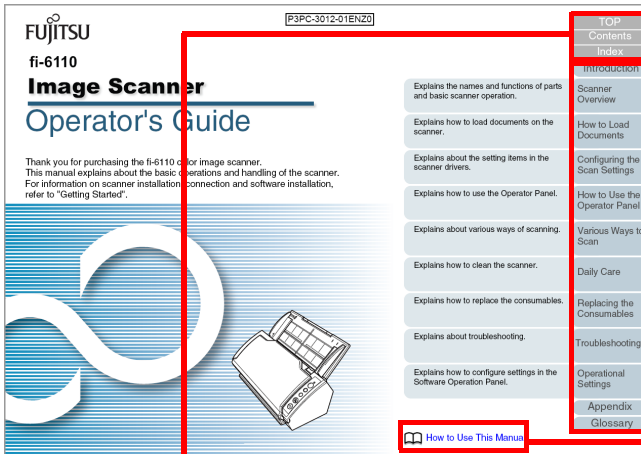 P3PC-3012-01ENZ0
FUJITSU
fi-6110
Image Scanner
Operator's Guide
Thank you for purchasing the fi-6110 color image scanner.
This manual explains about the basic operations and handling of the scanner.
For information on scanner installation, connection and software installation,
refer to "Getting Started".
TOP
Contents
Index
Introduction
Explains the names and functions of parts
and basic scanner operation.
Scanner
Overview
Explains how to load documents on the
scanner.
How to Load
Documents
Explains about the setting items in the
scanner drivers.
Configuring the
Scan Settings
Explains how to use the Operator Panel.
How to Use the
Operator Panel
Explains about various ways of scanning.
Various Ways to
Scan
Explains how to clean the scanner.
Daily Care
Explains how to replace the consumables.
Replacing the
Consumables
Explains about troubleshooting.
Troubleshooting
Explains how to configure settings in the
Software Operation Panel.
Operational
Settings
Appendix
Glossary
How to Use This Manual